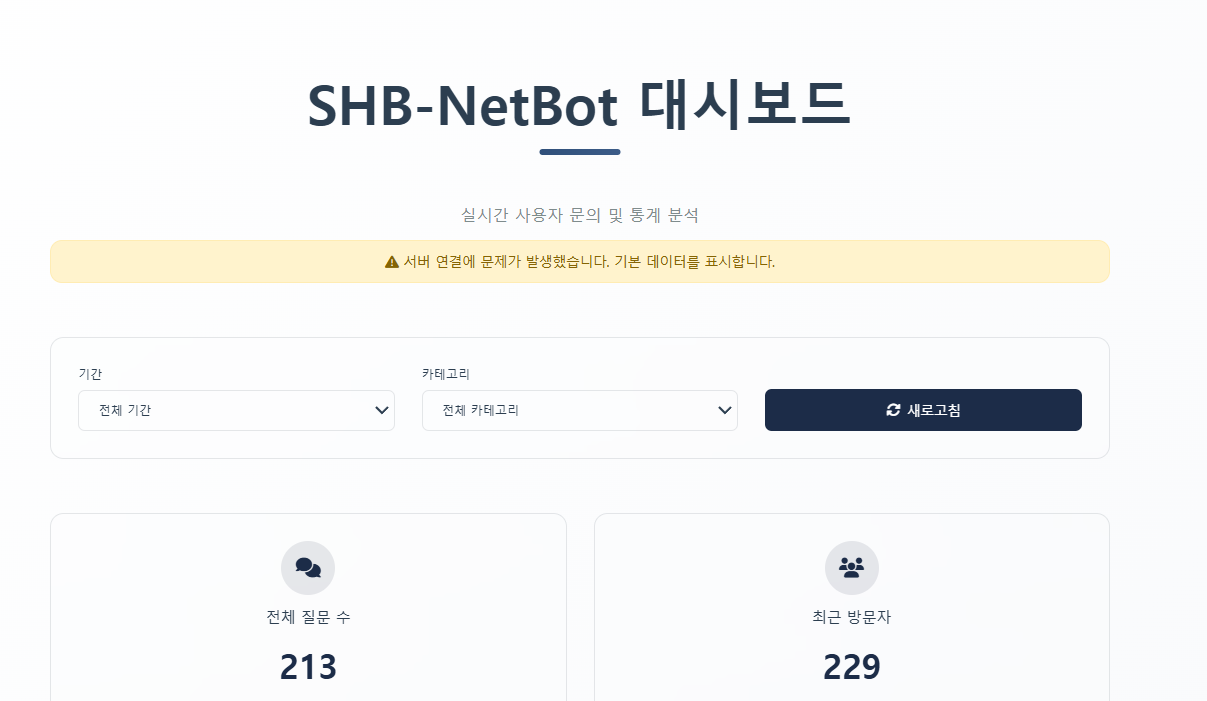 SHB-NetBot 대시보드
실시간 사용자 문의 및 통계 분석
서버 연결에 문제가 발생했습니다. 기본 데이터를 표시합니다.
기간
카테고리
전체 기간
전체 카테고리
새로고침
전체 질문 수
최근 방문자
213
229